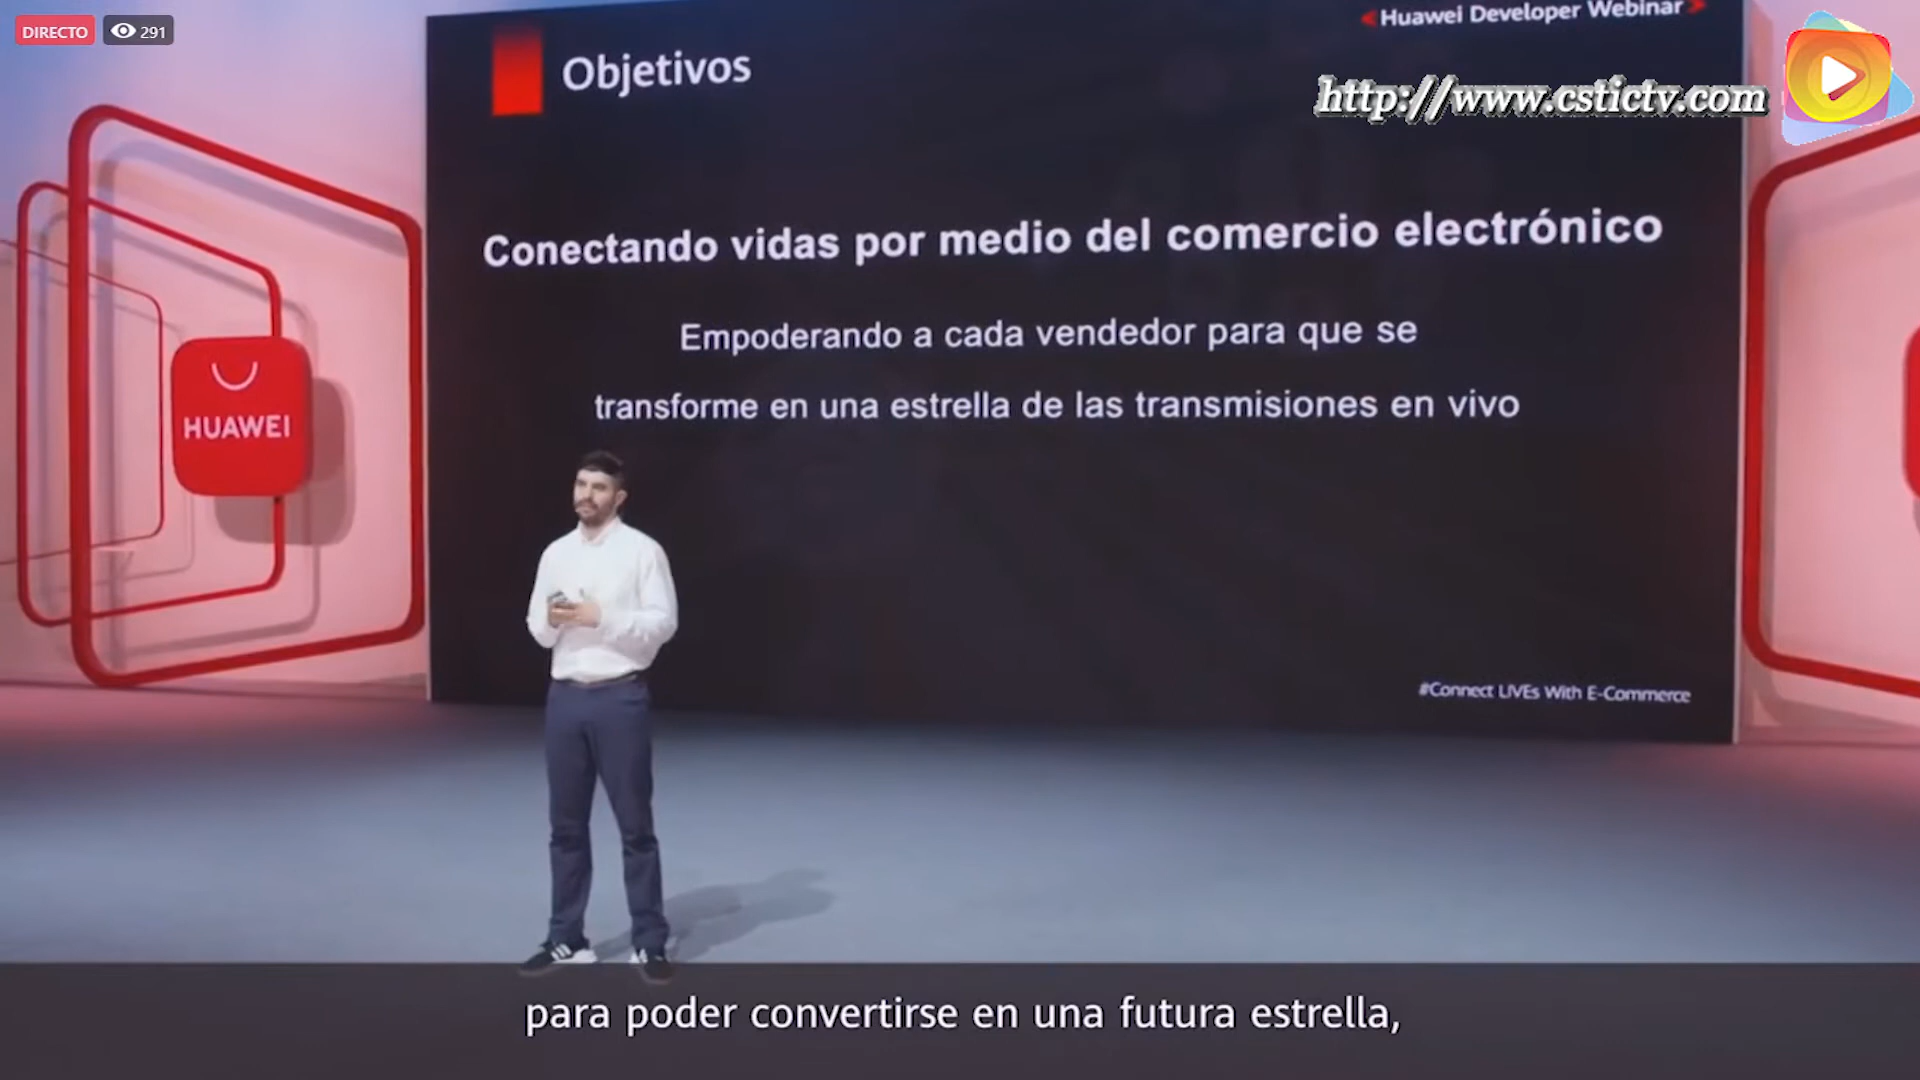 DIRECTO 291
<Huawei Developer Webinar>
Objetivos
http://www.cstictv.com
Conectando vidas por medio del comercio electrónico
Empoderando a cada vendedor para que se
transforme en una estrella de las transmisiones en vivo
HUAWEI
#Connect LIVEs With E-Commerce
para poder convertirse en una futura estrella,